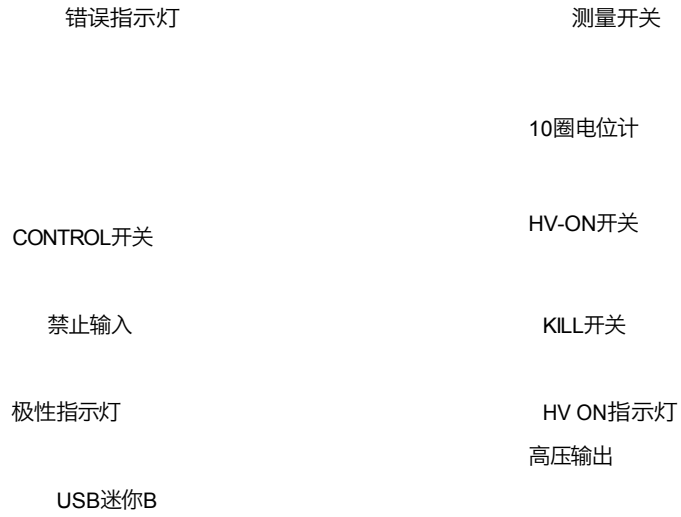 错误指示灯
测量开关
10圈电位计
HV-ON开关
CONTROL开关
禁止输入
KILL开关
极性指示灯
HV ON指示灯
高压输出
USB迷你B